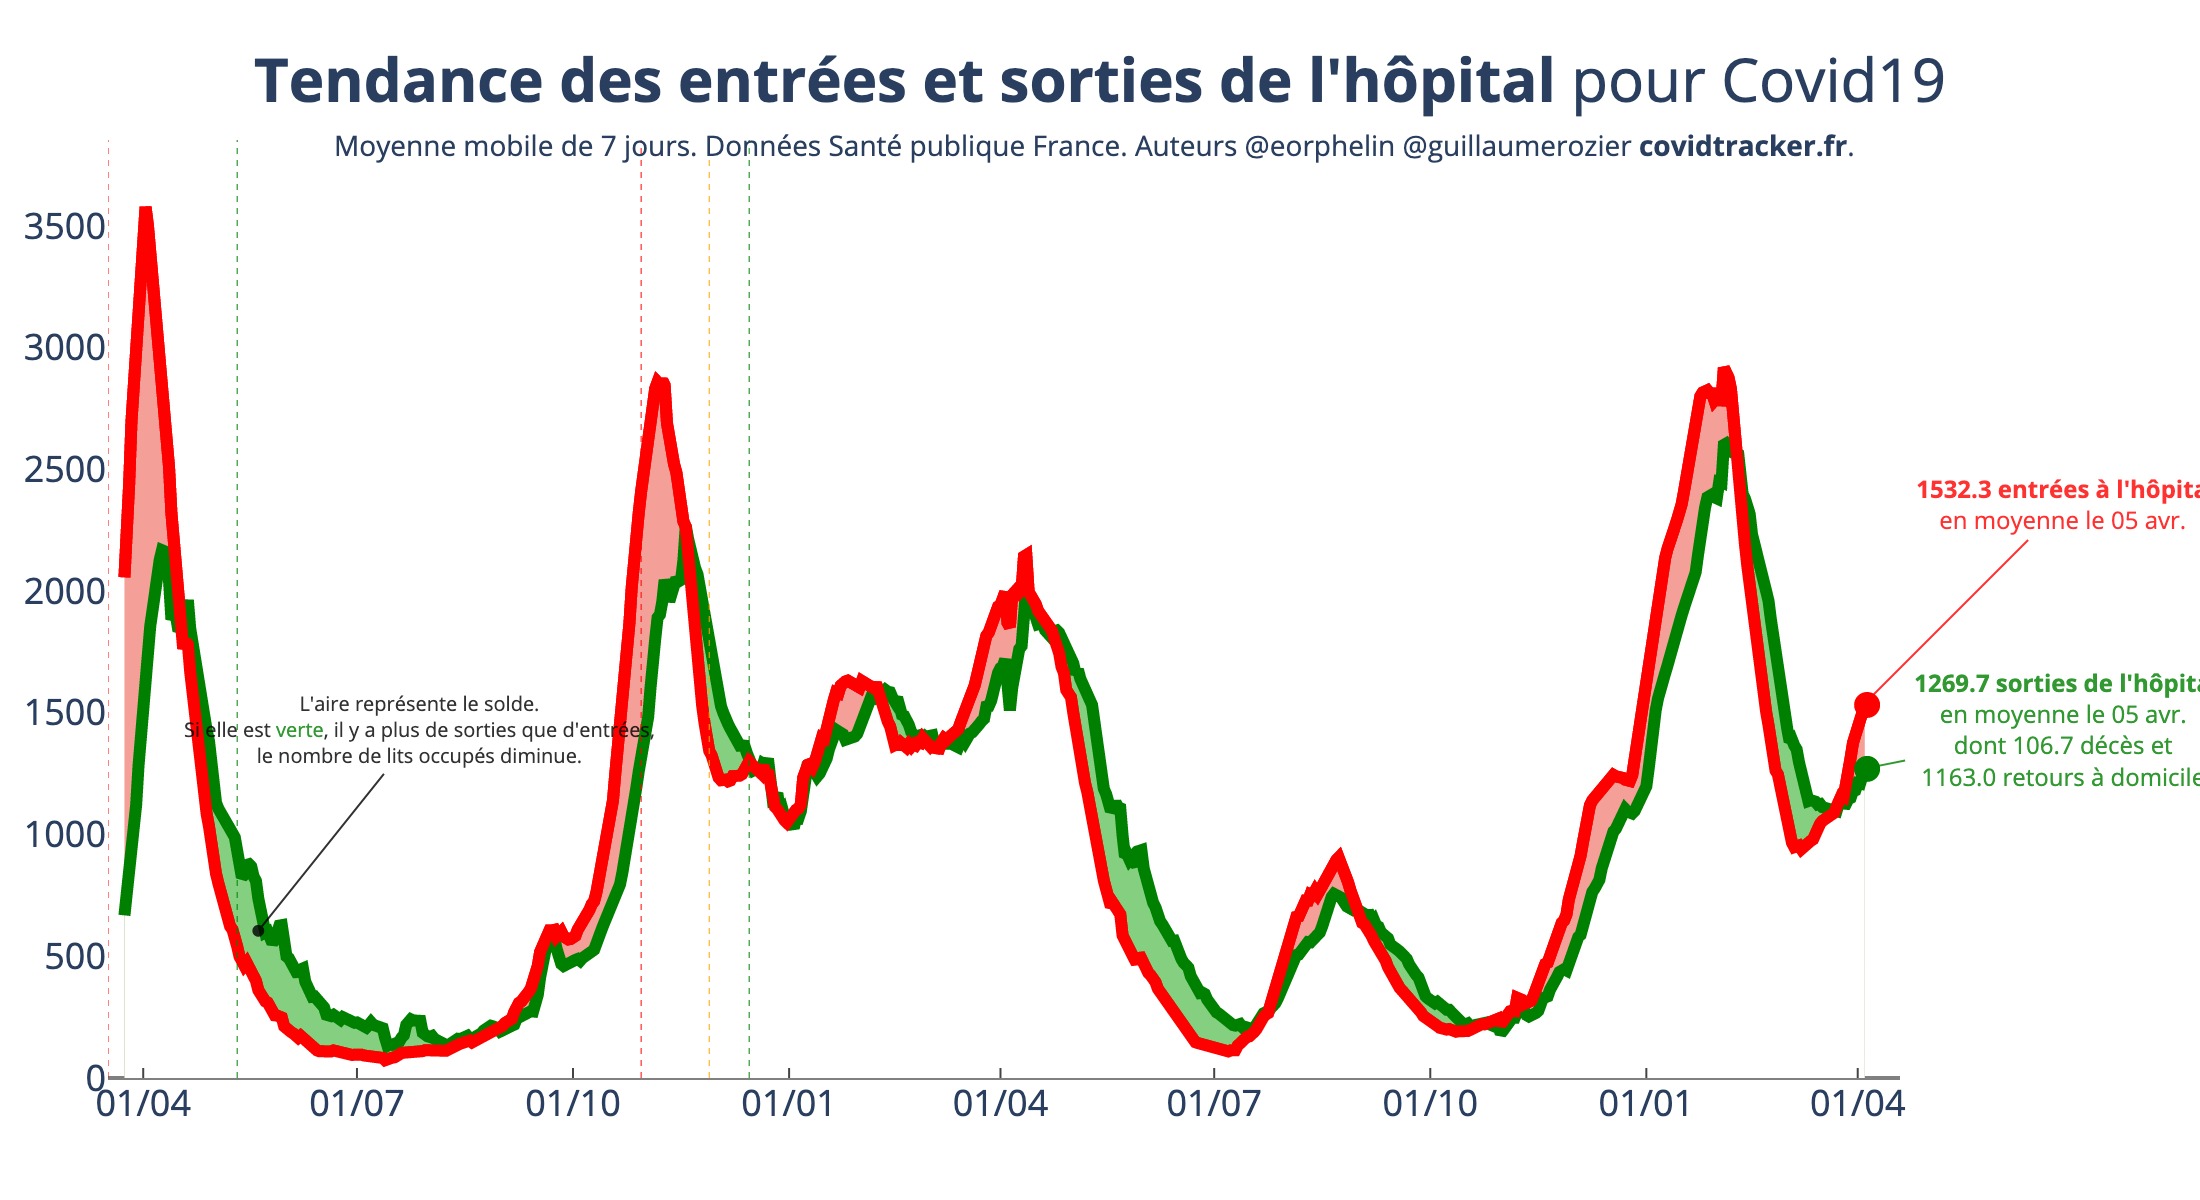 Tendance des entrées et sorties de l'hôpital pour Covid19
Moyenne mobile de 7 jours. Données Santé publique France. Auteurs @eorphelin @guillaumerozier covidtracker.fr.
3500
3000
2500
2000
1500
1000
500
0
1532.3 entrées à l'hôpita
en moyenne le 05 avr.
1269.7 sorties de l'hôpita
en moyenne le 05 avr.
dont 106.7 décès et
1163.0 retours à domicile
L'aire représente le solde.
Si elle est verte, il y a plus de sorties que d'entrées,
le nombre de lits occupés diminue.
01/04 01/07 01/10 01/01 01/04 01/07 01/10 01/01 01/04